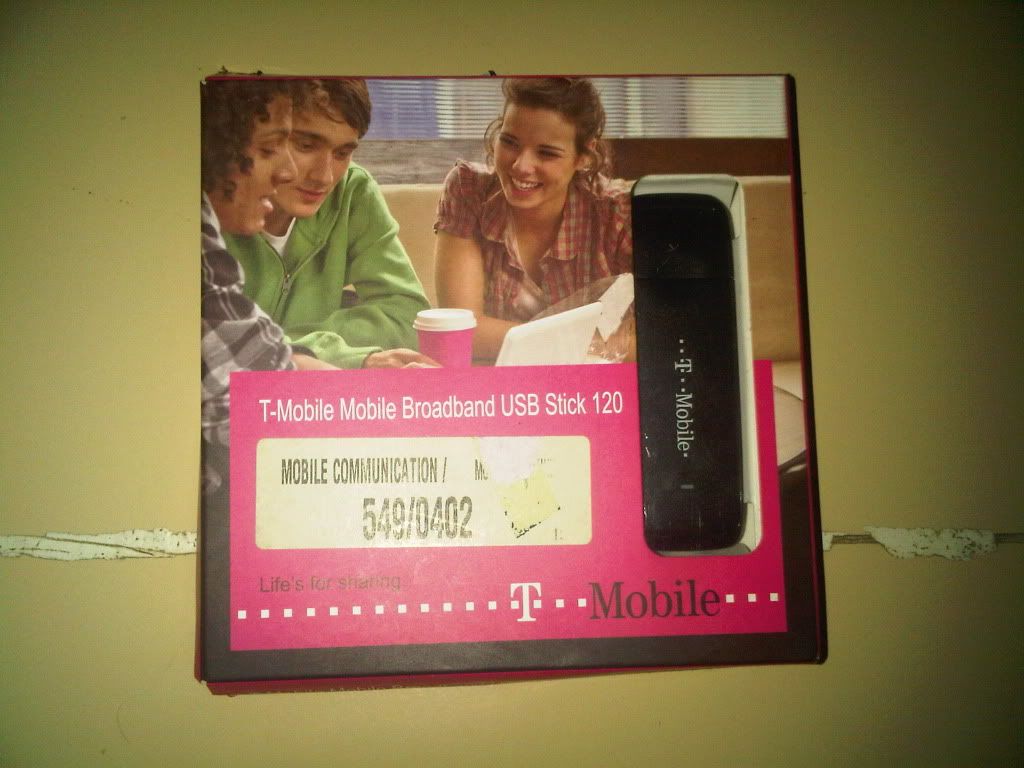 T-Mobile Mobile Broadband USB Stick 120
MOBILE COMMUNICATION /
549/0402
Life's for sharing.
T··Mobile···
··T··Mobile·